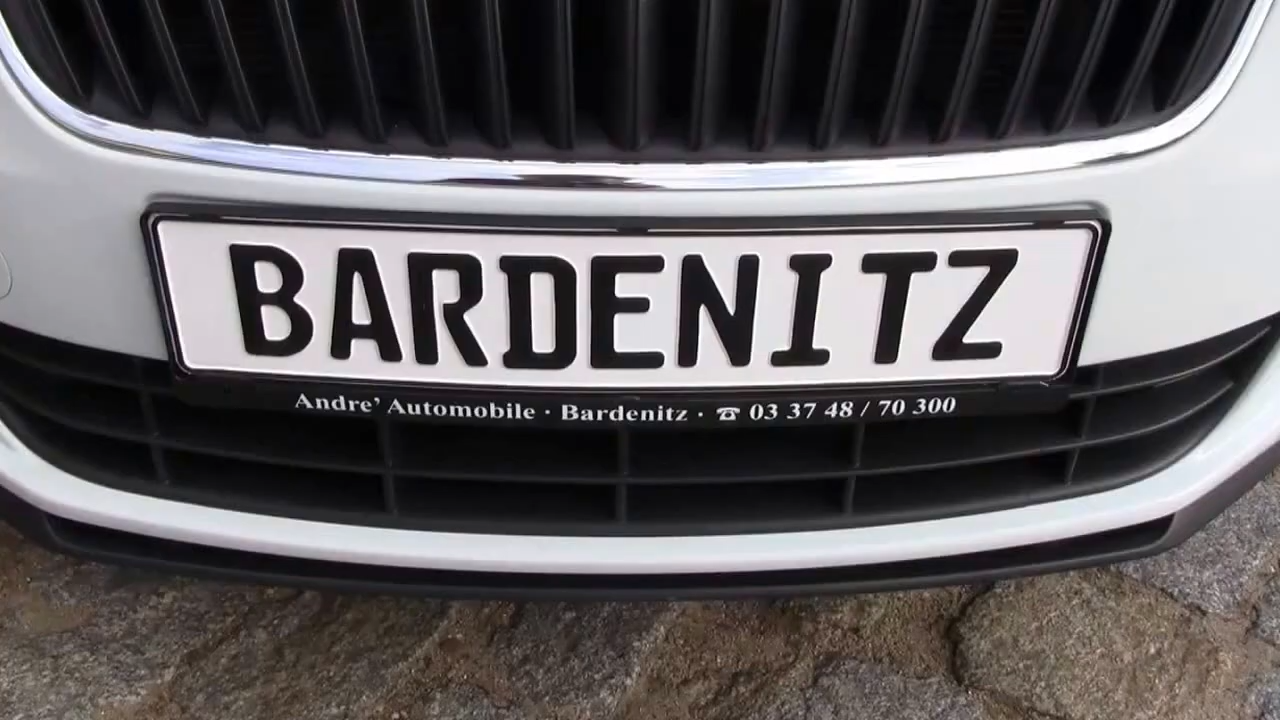 BARDENITZ
Andre' Automobile · Bardenitz · ☎ 03 37 48 / 70 300